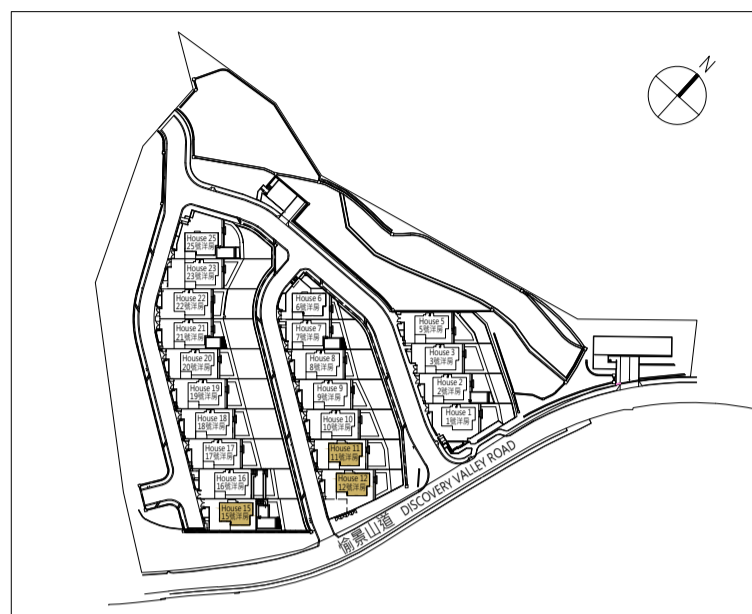 N
House 25
25號洋房
House 23
23號洋房
House 22
22號洋房
House 21
21號洋房
House 20
20號洋房
House 19
19號洋房
House 18
18號洋房
House 17
17號洋房
House 16
16號洋房
House 15
15號洋房
House 6
6號洋房
House 7
7號洋房
House 8
8號洋房
House 9
9號洋房
House 10
10號洋房
House 11
11號洋房
House 12
12號洋房
House 5
5號洋房
House 3
3號洋房
House 2
2號洋房
House 1
1號洋房
愉景山道 DISCOVERY VALLEY ROAD